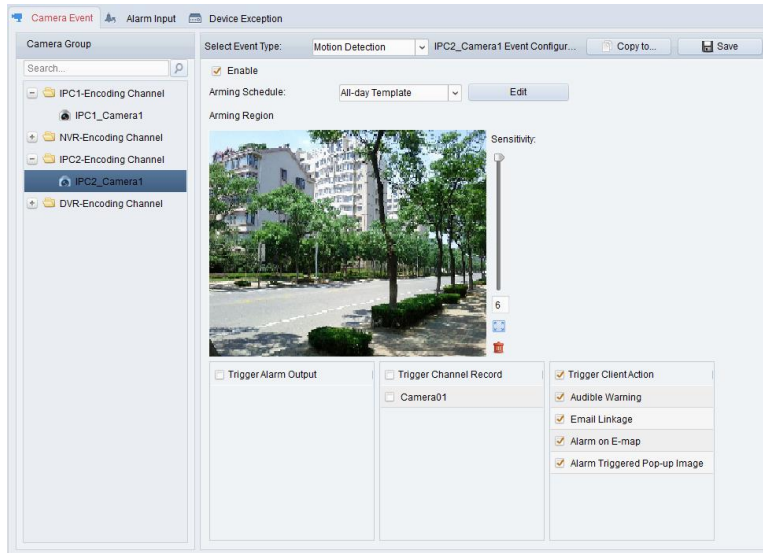 Camera Event Alarm Input Device Exception
Camera Group
Search...
IPC1-Encoding Channel
IPC1_Camera1
NVR-Encoding Channel
IPC2-Encoding Channel
IPC2_Camera1
DVR-Encoding Channel
Select Event Type: Motion Detection IPC2_Camera1 Event Configur... Copy to... Save
Enable
Arming Schedule: All-day Template Edit
Arming Region
Sensitivity:
6
Trigger Alarm Output
Trigger Channel Record
Camera01
Trigger Client Action
Audible Warning
Email Linkage
Alarm on E-map
Alarm Triggered Pop-up Image